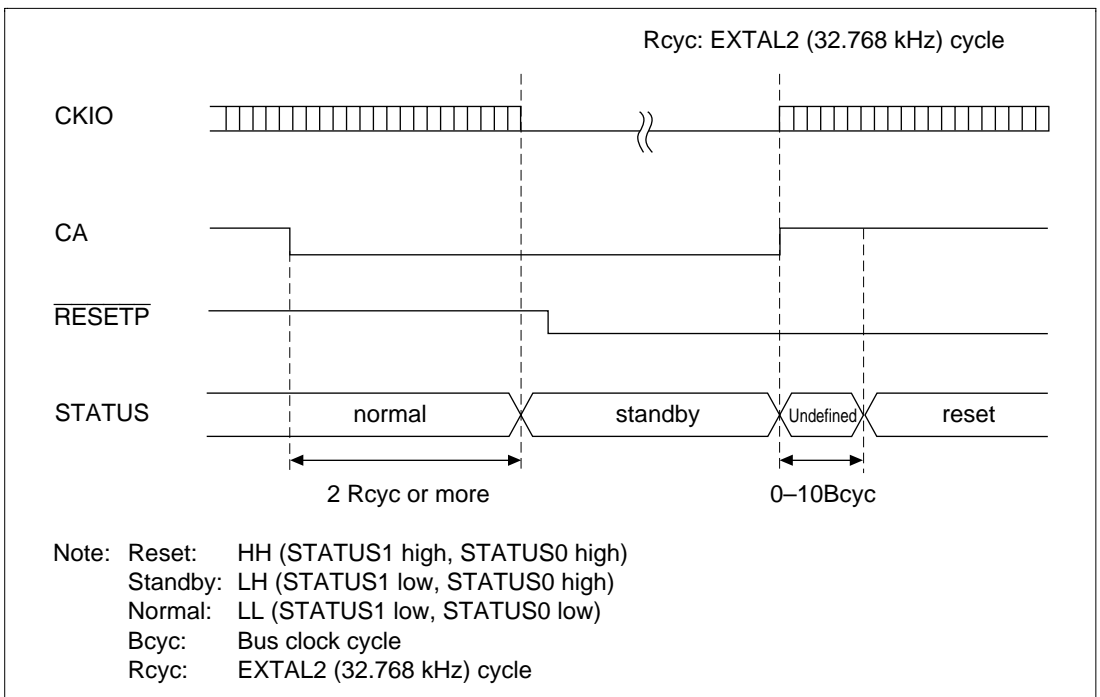 Rcyc: EXTAL2 (32.768 kHz) cycle
CKIO
CA
RESETP
STATUS
normal
standby
Undefined
reset
2 Rcyc or more
0–10Bcyc
Note: Reset: HH (STATUS1 high, STATUS0 high)
Standby: LH (STATUS1 low, STATUS0 high)
Normal: LL (STATUS1 low, STATUS0 low)
Bcyc: Bus clock cycle
Rcyc: EXTAL2 (32.768 kHz) cycle